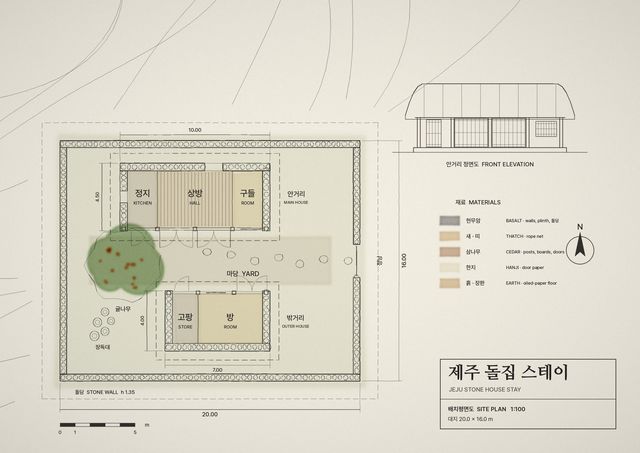 10.00
4.50
정지
KITCHEN
상방
HALL
구들
ROOM
안거리
MAIN HOUSE
마당 YARD
정낭
16.00
귤나무
장독대
4.00
고팡
STORE
방
ROOM
밖거리
OUTER HOUSE
7.00
돌담 STONE WALL h 1.35
20.00
0 1 5 m
안거리 정면도 FRONT ELEVATION
재료 MATERIALS
현무암 BASALT · walls, plinth, 돌담
새 · 띠 THATCH · rope net
삼나무 CEDAR · posts, boards, doors
한지 HANJI · door paper
흙 · 장판 EARTH · oiled-paper floor
N
제주 돌집 스테이
JEJU STONE HOUSE STAY
배치평면도 SITE PLAN 1:100
대지 20.0 × 16.0 m